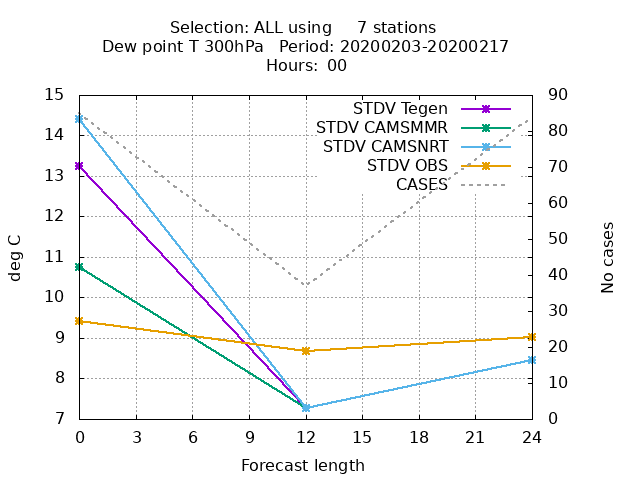 Selection: ALL using 7 stations
Dew point T 300hPa Period: 20200203-20200217
Hours: 00
15
14
13
12
11
10
9
8
7
90
80
70
60
50
40
30
20
10
0
STDV Tegen
STDV CAMSMMR
STDV CAMSNRT
STDV OBS
CASES
deg C
No cases
0 3 6 9 12 15 18 21 24
Forecast length